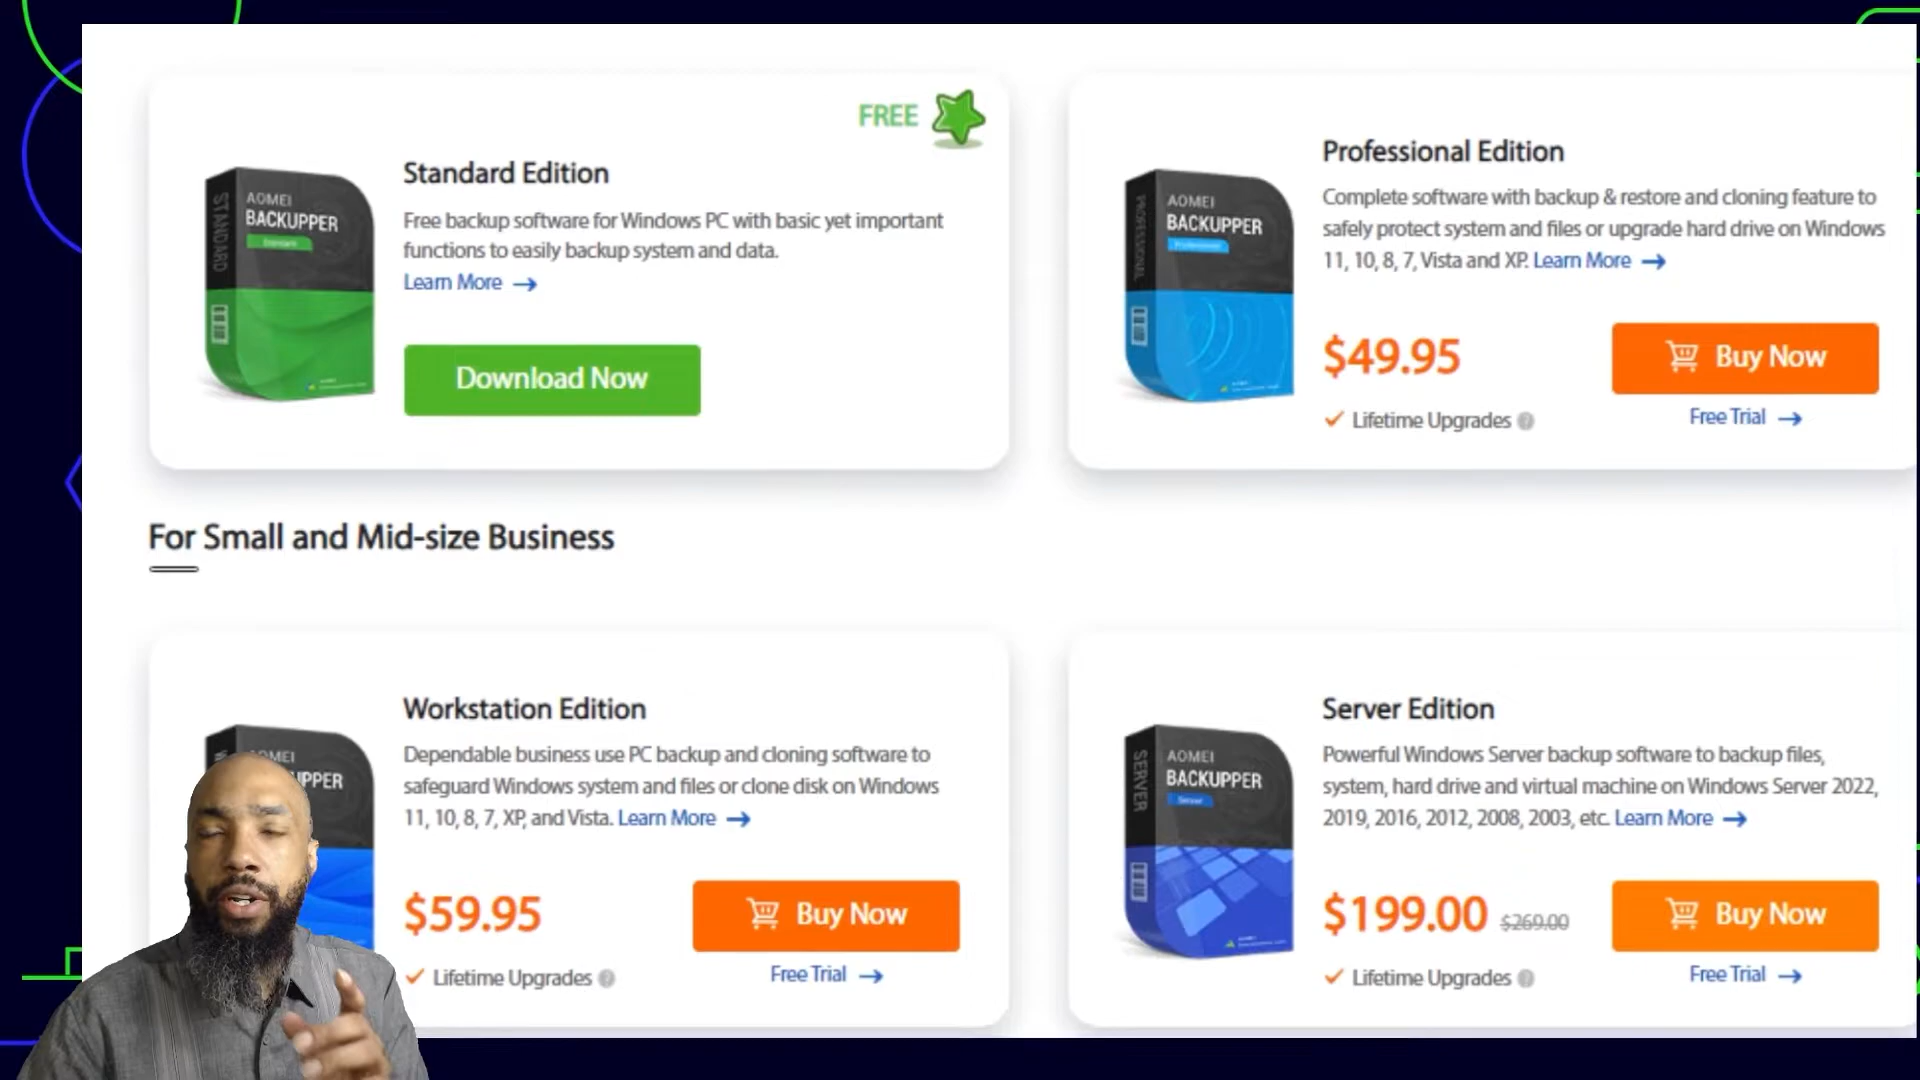 FREE
Standard Edition
Free backup software for Windows PC with basic yet important
functions to easily backup system and data.
Learn More →
Download Now
STANDARD
AOMEI
BACKUPPER
Standard
Professional Edition
Complete software with backup & restore and cloning feature to
safely protect system and files or upgrade hard drive on Windows
11, 10, 8, 7, Vista and XP. Learn More →
$49.95
Buy Now
Lifetime Upgrades
Free Trial →
PROFESSIONAL
AOMEI
BACKUPPER
Professional
For Small and Mid-size Business
Workstation Edition
Dependable business use PC backup and cloning software to
safeguard Windows system and files or clone disk on Windows
11, 10, 8, 7, XP, and Vista. Learn More →
$59.95
Buy Now
Lifetime Upgrades
Free Trial →
AOMEI
UPPER
Server Edition
Powerful Windows Server backup software to backup files,
system, hard drive and virtual machine on Windows Server 2022,
2019, 2016, 2012, 2008, 2003, etc. Learn More →
$199.00 $269.00
Buy Now
Lifetime Upgrades
Free Trial →
SERVER
AOMEI
BACKUPPER
Server